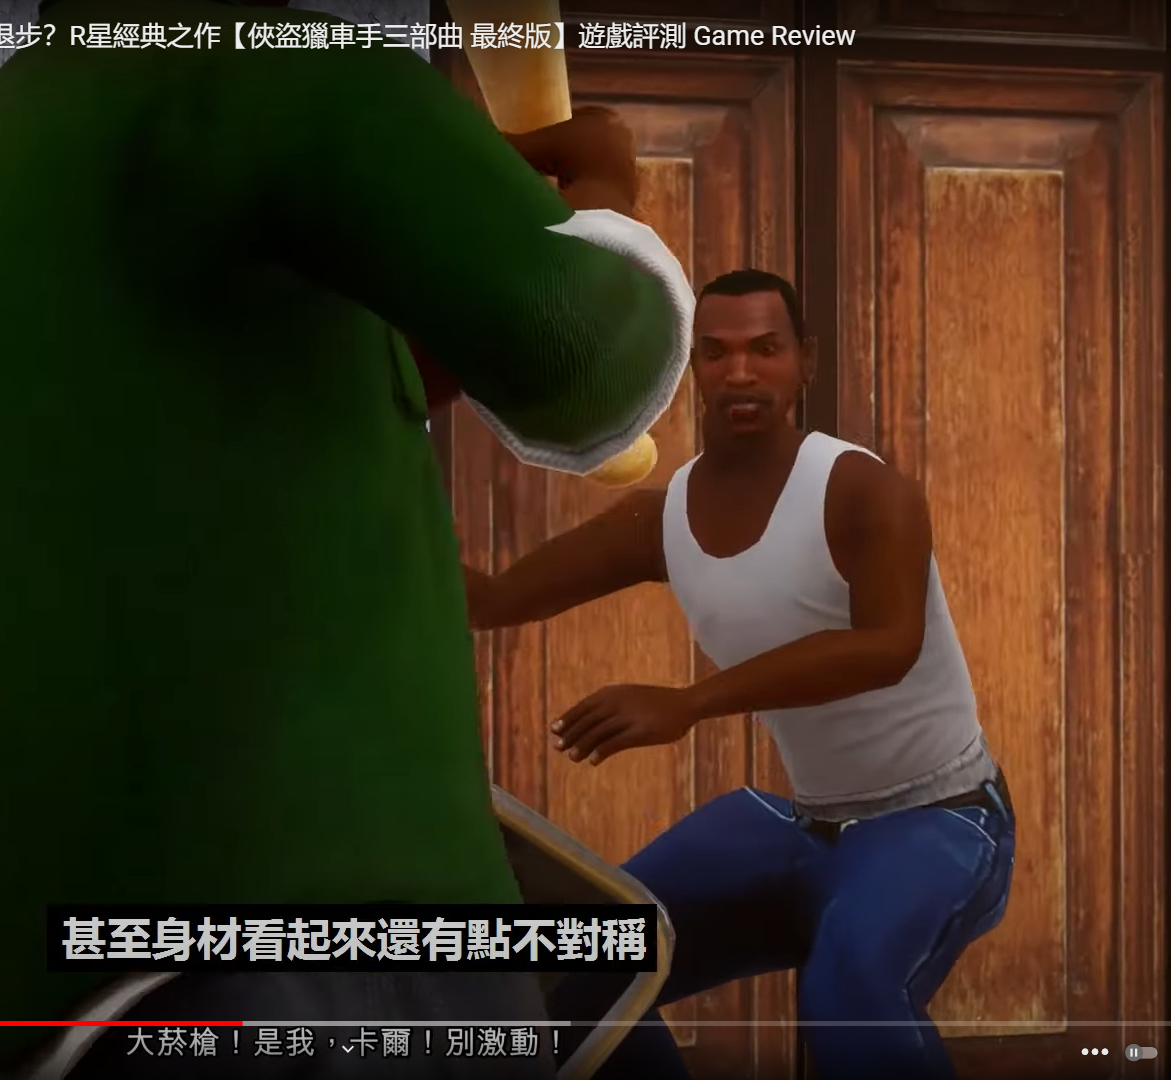 退步？R星經典之作【俠盜獵車手三部曲 最終版】遊戲評測 Game Review
甚至身材看起來還有點不對稱
大菸槍！是我，卡爾！別激動！